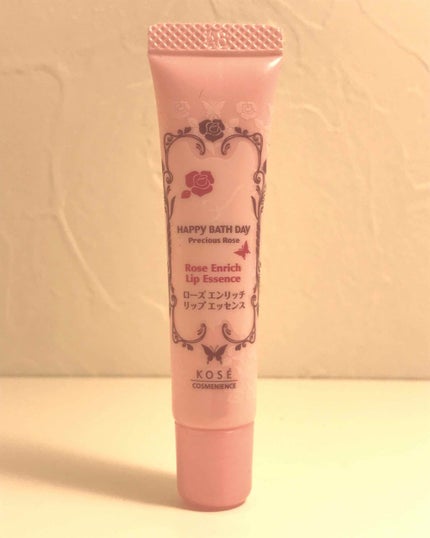 HAPPY BATH DAY
Precious Rose
Rose Enrich
Lip Essence
ローズ エンリッチ
リップ エッセンス
KOSÉ
COSMENIENCE